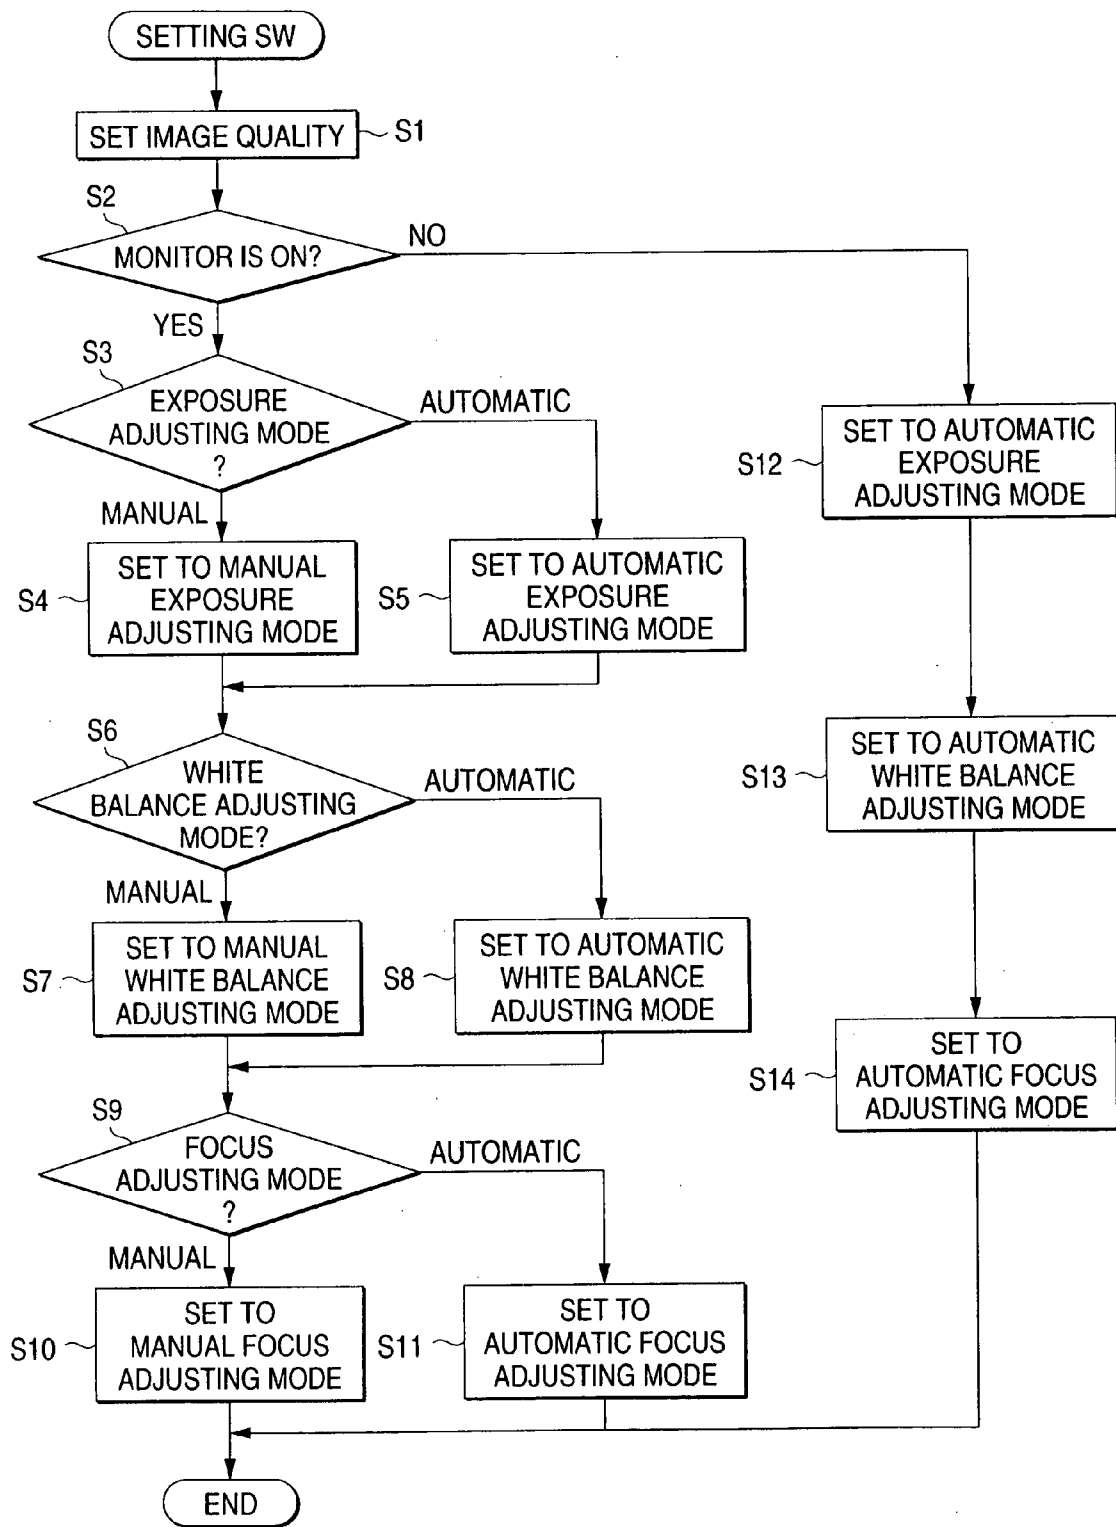 SETTING SW
SET IMAGE QUALITY
S1
S2
MONITOR IS ON?
NO
YES
S3
EXPOSURE
ADJUSTING MODE
?
AUTOMATIC
MANUAL
S4
SET TO MANUAL
EXPOSURE
ADJUSTING MODE
S5
SET TO AUTOMATIC
EXPOSURE
ADJUSTING MODE
S12
SET TO AUTOMATIC
EXPOSURE
ADJUSTING MODE
S6
WHITE
BALANCE ADJUSTING
MODE?
AUTOMATIC
MANUAL
S7
SET TO MANUAL
WHITE BALANCE
ADJUSTING MODE
S8
SET TO AUTOMATIC
WHITE BALANCE
ADJUSTING MODE
S13
SET TO AUTOMATIC
WHITE BALANCE
ADJUSTING MODE
S9
FOCUS
ADJUSTING MODE
?
AUTOMATIC
MANUAL
S10
SET TO
MANUAL FOCUS
ADJUSTING MODE
S11
SET TO
AUTOMATIC FOCUS
ADJUSTING MODE
S14
SET TO
AUTOMATIC FOCUS
ADJUSTING MODE
END